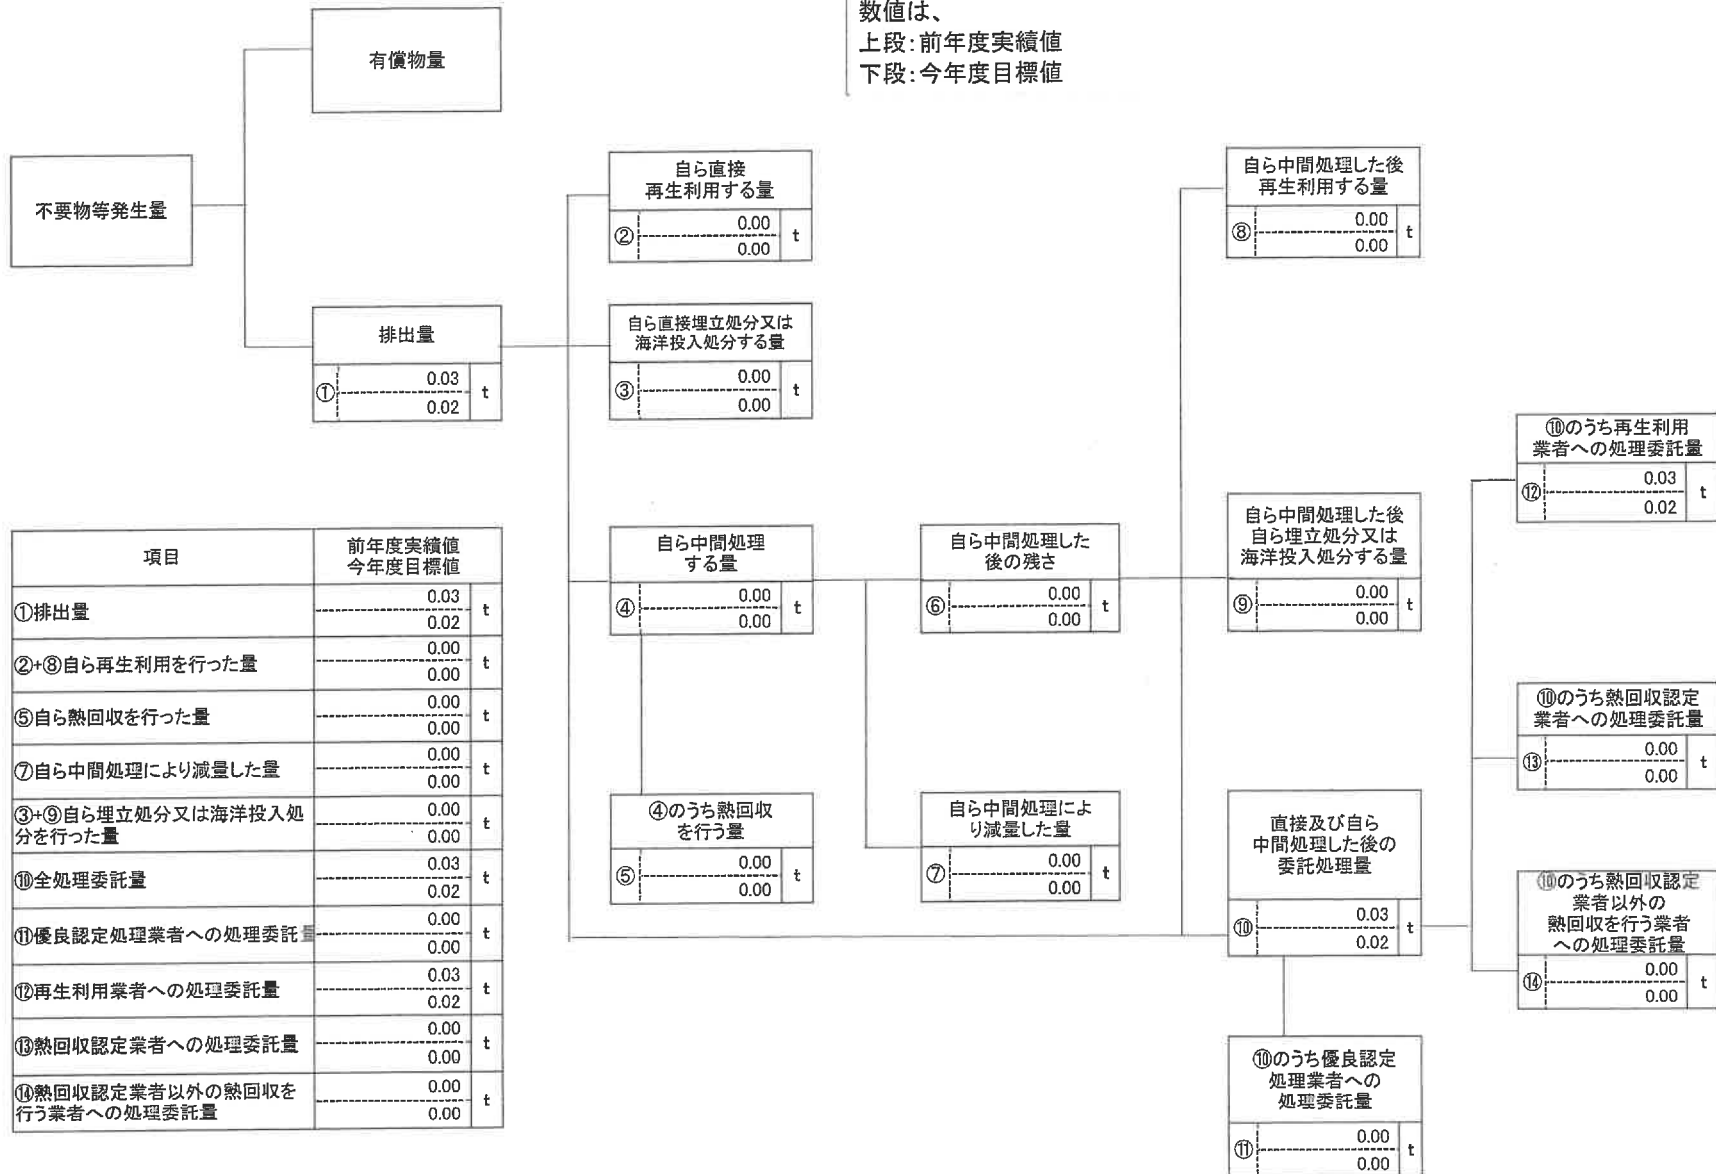 数値は、
上段:前年度実績値
下段:今年度目標値
有償物量
不要物等発生量
排出量
①
0.03
0.02
t
自ら直接
再生利用する量
②
0.00
0.00
t
自ら直接埋立処分又は
海洋投入処分する量
③
0.00
0.00
t
自ら中間処理
する量
④
0.00
0.00
t
④のうち熱回収
を行う量
⑤
0.00
0.00
t
自ら中間処理した
後の残さ
⑥
0.00
0.00
t
自ら中間処理によ
り減量した量
⑦
0.00
0.00
t
自ら中間処理した後
再生利用する量
⑧
0.00
0.00
t
自ら中間処理した後
自ら埋立処分又は
海洋投入処分する量
⑨
0.00
0.00
t
直接及び自ら
中間処理した後の
委託処理量
⑩
0.03
0.02
t
⑩のうち優良認定
処理業者への
処理委託量
⑪
0.00
0.00
t
⑩のうち再生利用
業者への処理委託量
⑫
0.03
0.02
t
⑩のうち熱回収認定
業者への処理委託量
⑬
0.00
0.00
t
⑩のうち熱回収認定
業者以外の
熱回収を行う業者
への処理委託量
⑭
0.00
0.00
t
項目
前年度実績値
今年度目標値
①排出量
0.03
0.02
t
②+⑧自ら再生利用を行った量
0.00
0.00
t
⑤自ら熱回収を行った量
0.00
0.00
t
⑦自ら中間処理により減量した量
0.00
0.00
t
③+⑨自ら埋立処分又は海洋投入処
分を行った量
0.00
0.00
t
⑩全処理委託量
0.03
0.02
t
⑪優良認定処理業者への処理委託量
0.00
0.00
t
⑫再生利用業者への処理委託量
0.03
0.02
t
⑬熱回収認定業者への処理委託量
0.00
0.00
t
⑭熱回収認定業者以外の熱回収を
行う業者への処理委託量
0.00
0.00
t